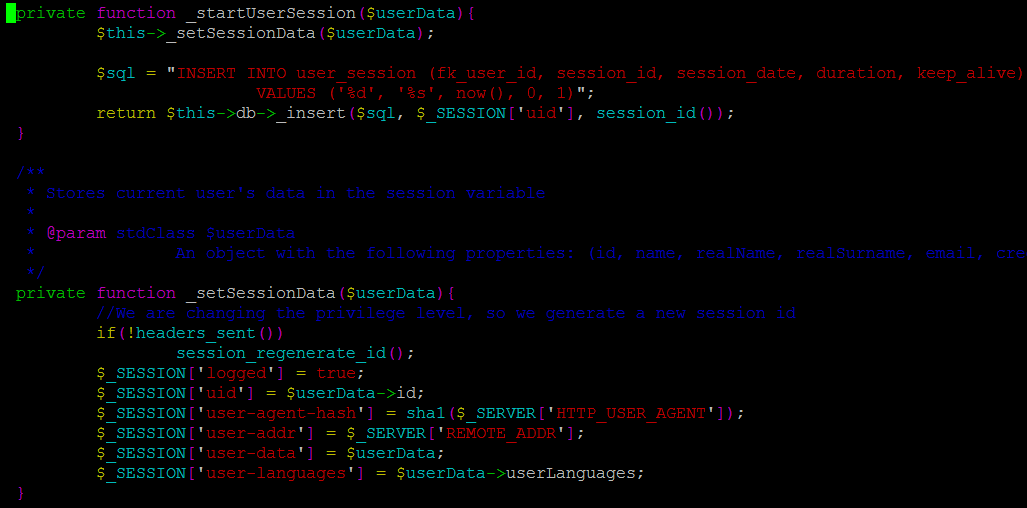 private function _startUserSession($userData){
        $this->_setSessionData($userData);

        $sql = "INSERT INTO user_session (fk_user_id, session_id, session_date, duration, keep_alive)
                        VALUES ('%d', '%s', now(), 0, 1)";
        return $this->db->_insert($sql, $_SESSION['uid'], session_id());
}

/**
 * Stores current user's data in the session variable
 *
 * @param stdClass $userData
 *              An object with the following properties: (id, name, realName, realSurname, email, cre
 */
private function _setSessionData($userData){
        //We are changing the privilege level, so we generate a new session id
        if(!headers_sent())
                session_regenerate_id();
        $_SESSION['logged'] = true;
        $_SESSION['uid'] = $userData->id;
        $_SESSION['user-agent-hash'] = sha1($_SERVER['HTTP_USER_AGENT']);
        $_SESSION['user-addr'] = $_SERVER['REMOTE_ADDR'];
        $_SESSION['user-data'] = $userData;
        $_SESSION['user-languages'] = $userData->userLanguages;
}